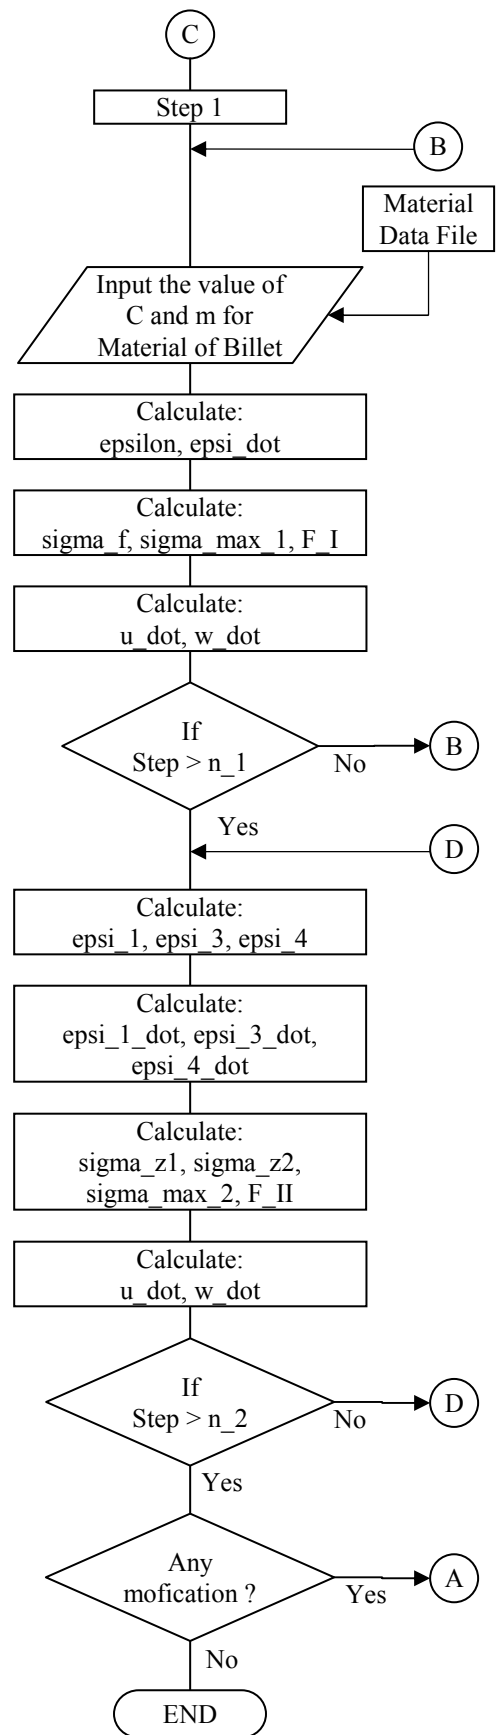 C
Step 1
B
Material
Data File
Input the value of
C and m for
Material of Billet
Calculate:
epsilon, epsi_dot
Calculate:
sigma_f, sigma_max_1, F_I
Calculate:
u_dot, w_dot
If
Step > n_1
No
B
Yes
D
Calculate:
epsi_1, epsi_3, epsi_4
Calculate:
epsi_1_dot, epsi_3_dot,
epsi_4_dot
Calculate:
sigma_z1, sigma_z2,
sigma_max_2, F_II
Calculate:
u_dot, w_dot
If
Step > n_2
No
D
Yes
Any
mofication ?
Yes
A
No
END